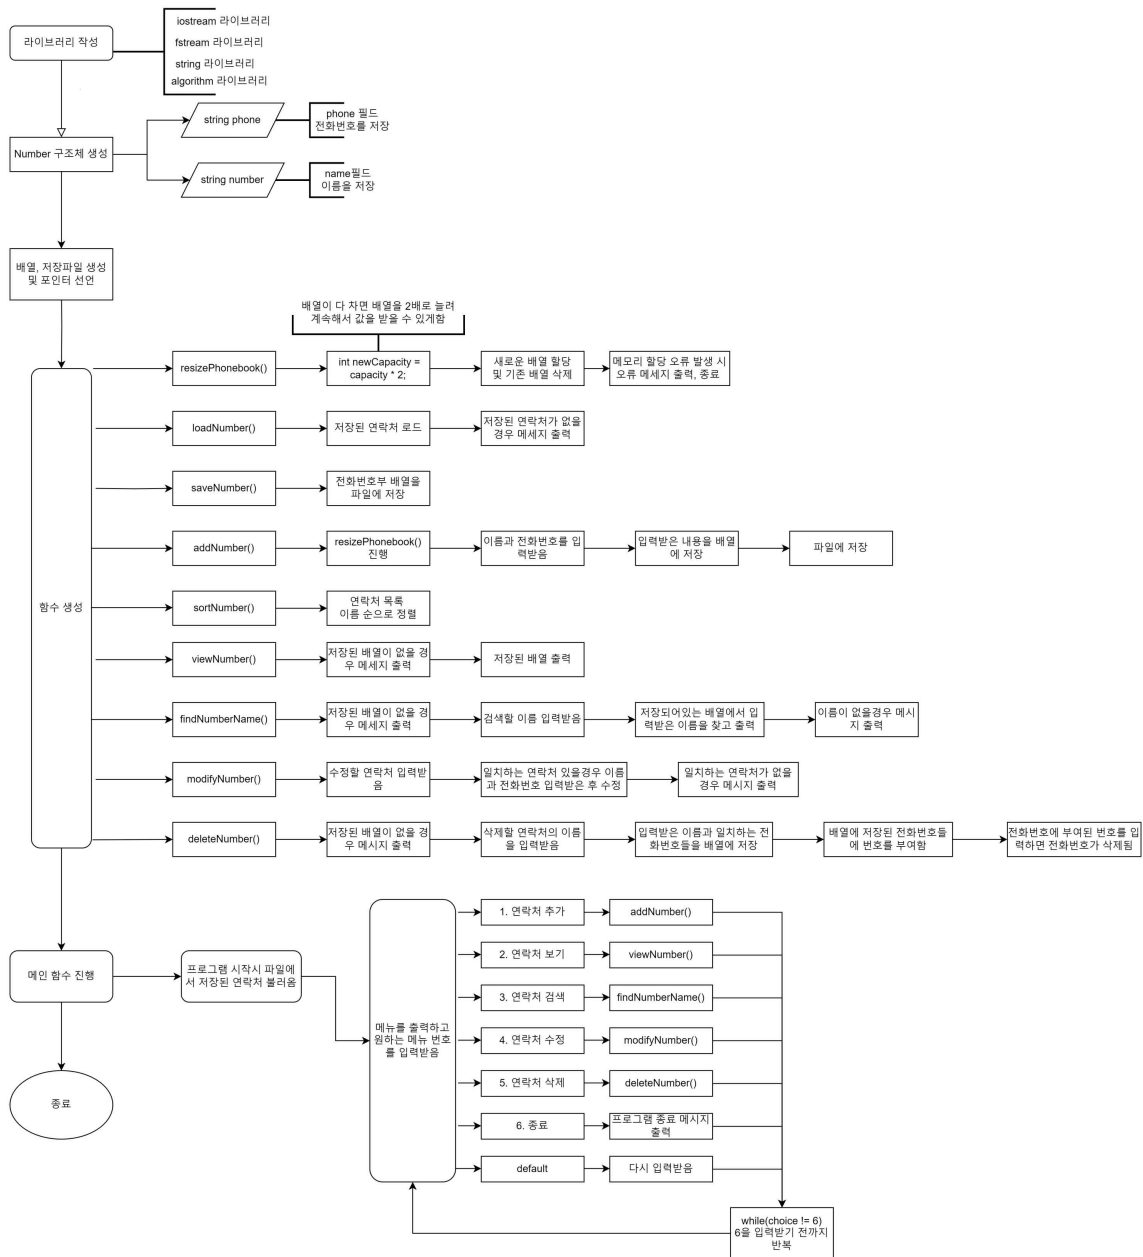 iostream 라이브러리
라이브러리 작성
fstream 라이브러리
string 라이브러리
algorithm 라이브러리
string phone
phone 필드
전화번호를 저장
Number 구조체 생성
string number
name필드
이름을 저장
배열, 저장파일 생성
및 포인터 선언
배열이 다 차면 배열을 2배로 늘려
계속해서 값을 받을 수 있게함
함수 생성
resizePhonebook()
int newCapacity =
capacity * 2;
새로운 배열 할당
및 기존 배열 삭제
메모리 할당 오류 발생 시
오류 메세지 출력, 종료
loadNumber()
저장된 연락처 로드
저장된 연락처가 없을
경우 메세지 출력
saveNumber()
전화번호부 배열을
파일에 저장
addNumber()
resizePhonebook()
진행
이름과 전화번호를 입
력받음
입력받은 내용을 배열
에 저장
파일에 저장
sortNumber()
연락처 목록
이름 순으로 정렬
viewNumber()
저장된 배열이 없을 경
우 메세지 출력
저장된 배열 출력
findNumberName()
저장된 배열이 없을 경
우 메세지 출력
검색할 이름 입력받음
저장되어있는 배열에서 입
력받은 이름을 찾고 출력
이름이 없을경우 메시
지 출력
modifyNumber()
수정할 연락처 입력받
음
일치하는 연락처 있을경우 이름
과 전화번호 입력받은 후 수정
일치하는 연락처가 없을
경우 메시지 출력
deleteNumber()
저장된 배열이 없을 경
우 메시지 출력
삭제할 연락처의 이름
을 입력받음
입력받은 이름과 일치하는 전
화번호들을 배열에 저장
배열에 저장된 전화번호들
에 번호를 부여함
전화번호에 부여된 번호를 입
력하면 전화번호가 삭제됨
메인 함수 진행
프로그램 시작시 파일에
서 저장된 연락처 불러옴
메뉴를 출력하고
원하는 메뉴 번호
를 입력받음
1. 연락처 추가
addNumber()
2. 연락처 보기
viewNumber()
3. 연락처 검색
findNumberName()
4. 연락처 수정
modifyNumber()
5. 연락처 삭제
deleteNumber()
6. 종료
프로그램 종료 메시지
출력
default
다시 입력받음
종료
while(choice != 6)
6을 입력받기 전까지
반복